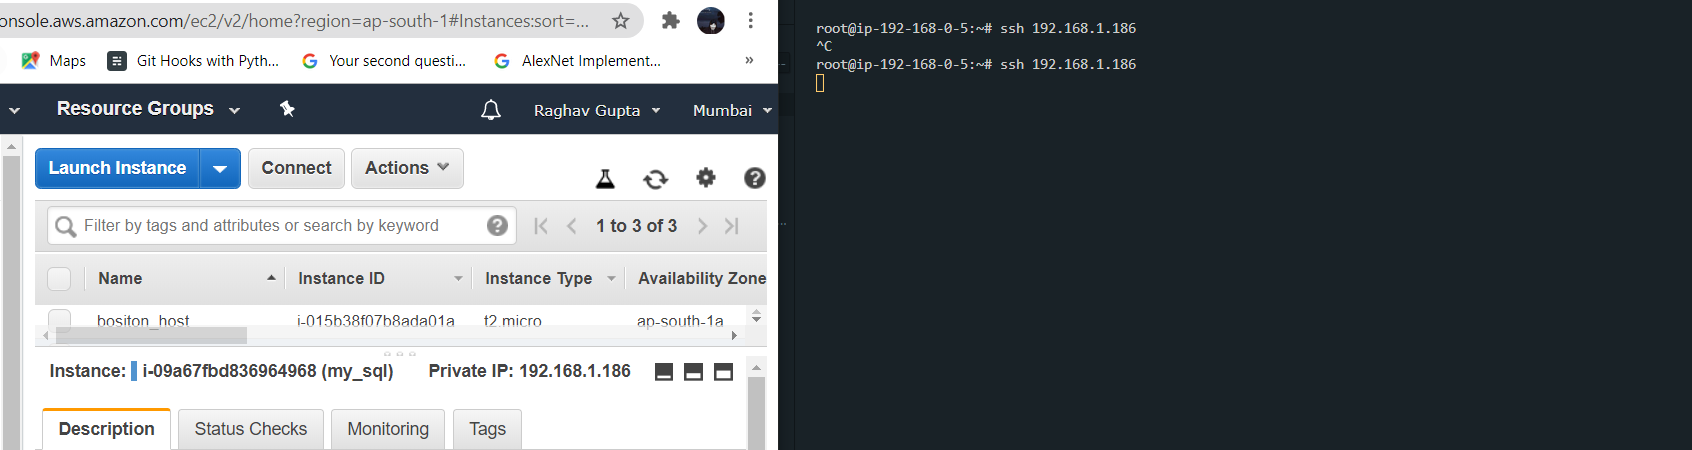 onsole.aws.amazon.com/ec2/v2/home?region=ap-south-1#Instances:sort=...
Maps Git Hooks with Pyth... Your second questi... AlexNet Implement... »
Resource Groups Raghav Gupta Mumbai
Launch Instance Connect Actions
Filter by tags and attributes or search by keyword 1 to 3 of 3
Name Instance ID Instance Type Availability Zone
bositon_host i-015b38f07b8ada01a t2.micro ap-south-1a
Instance: i-09a67fbd836964968 (my_sql) Private IP: 192.168.1.186
Description Status Checks Monitoring Tags
root@ip-192-168-0-5:~# ssh 192.168.1.186
^C
root@ip-192-168-0-5:~# ssh 192.168.1.186